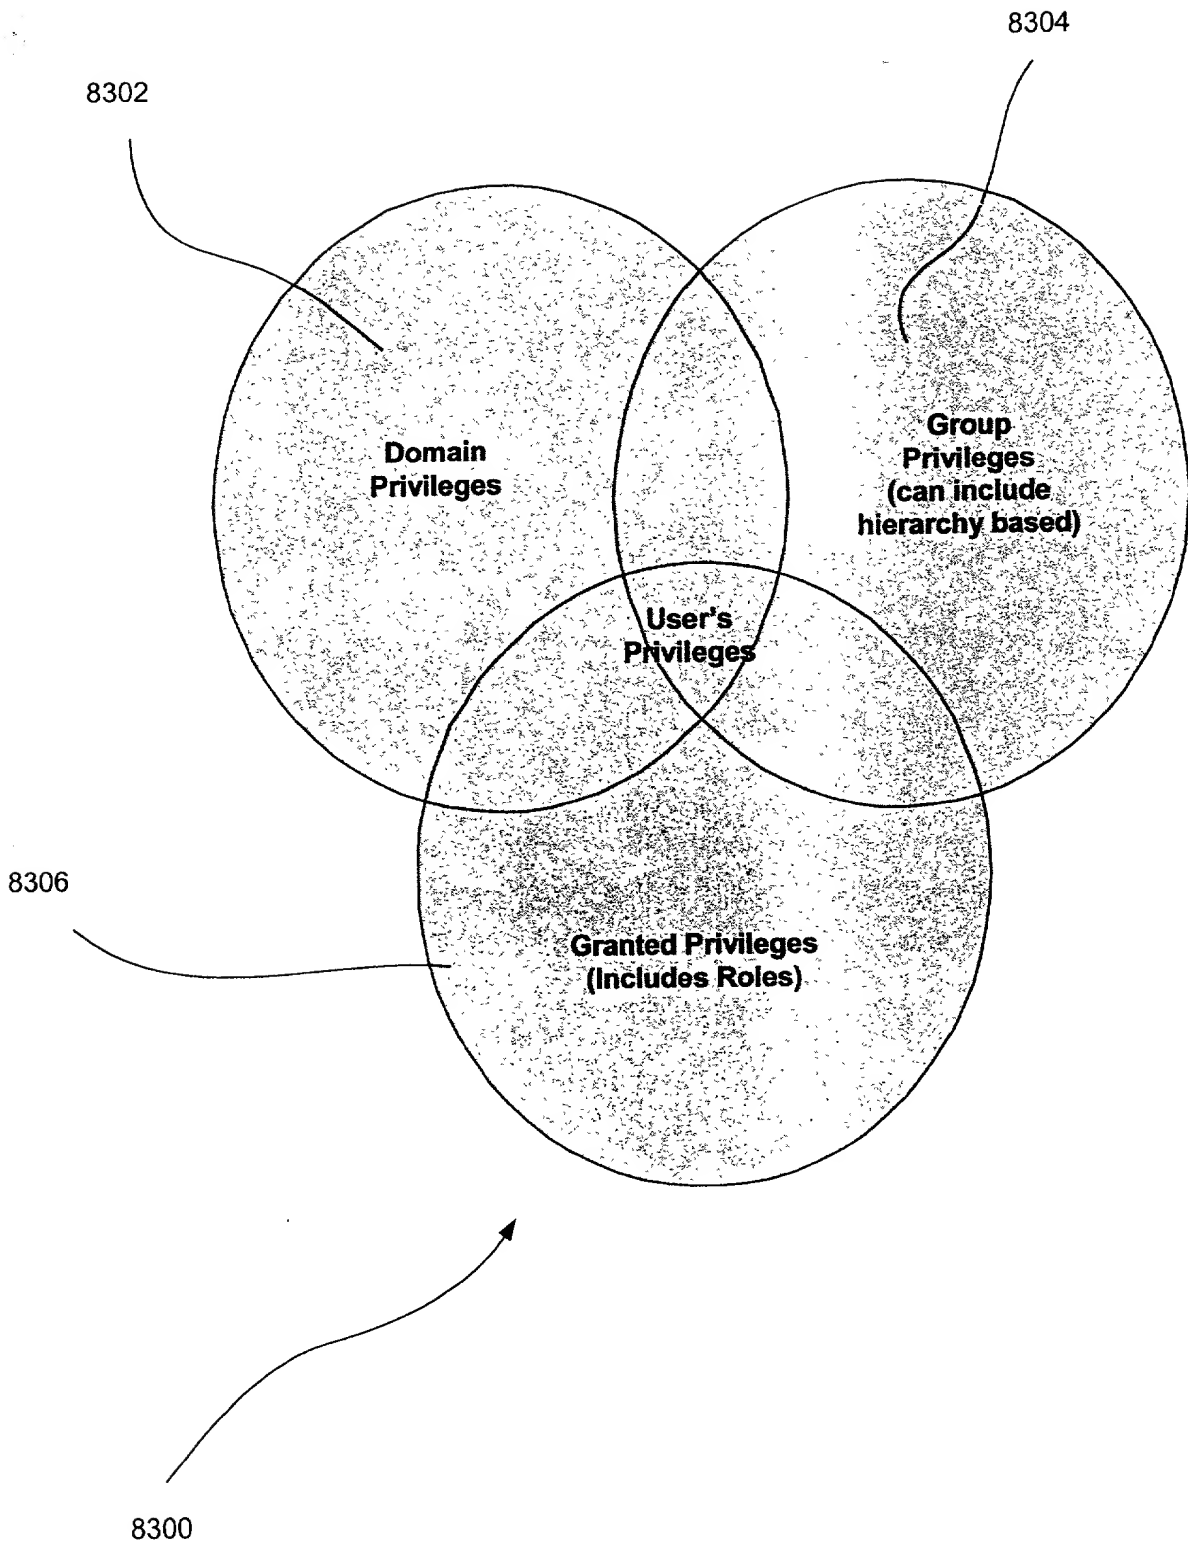 8304
8302
Domain
Privileges
Group
Privileges
(can include
hierarchy based)
User's
Privileges
8306
Granted Privileges
(Includes Roles)
8300